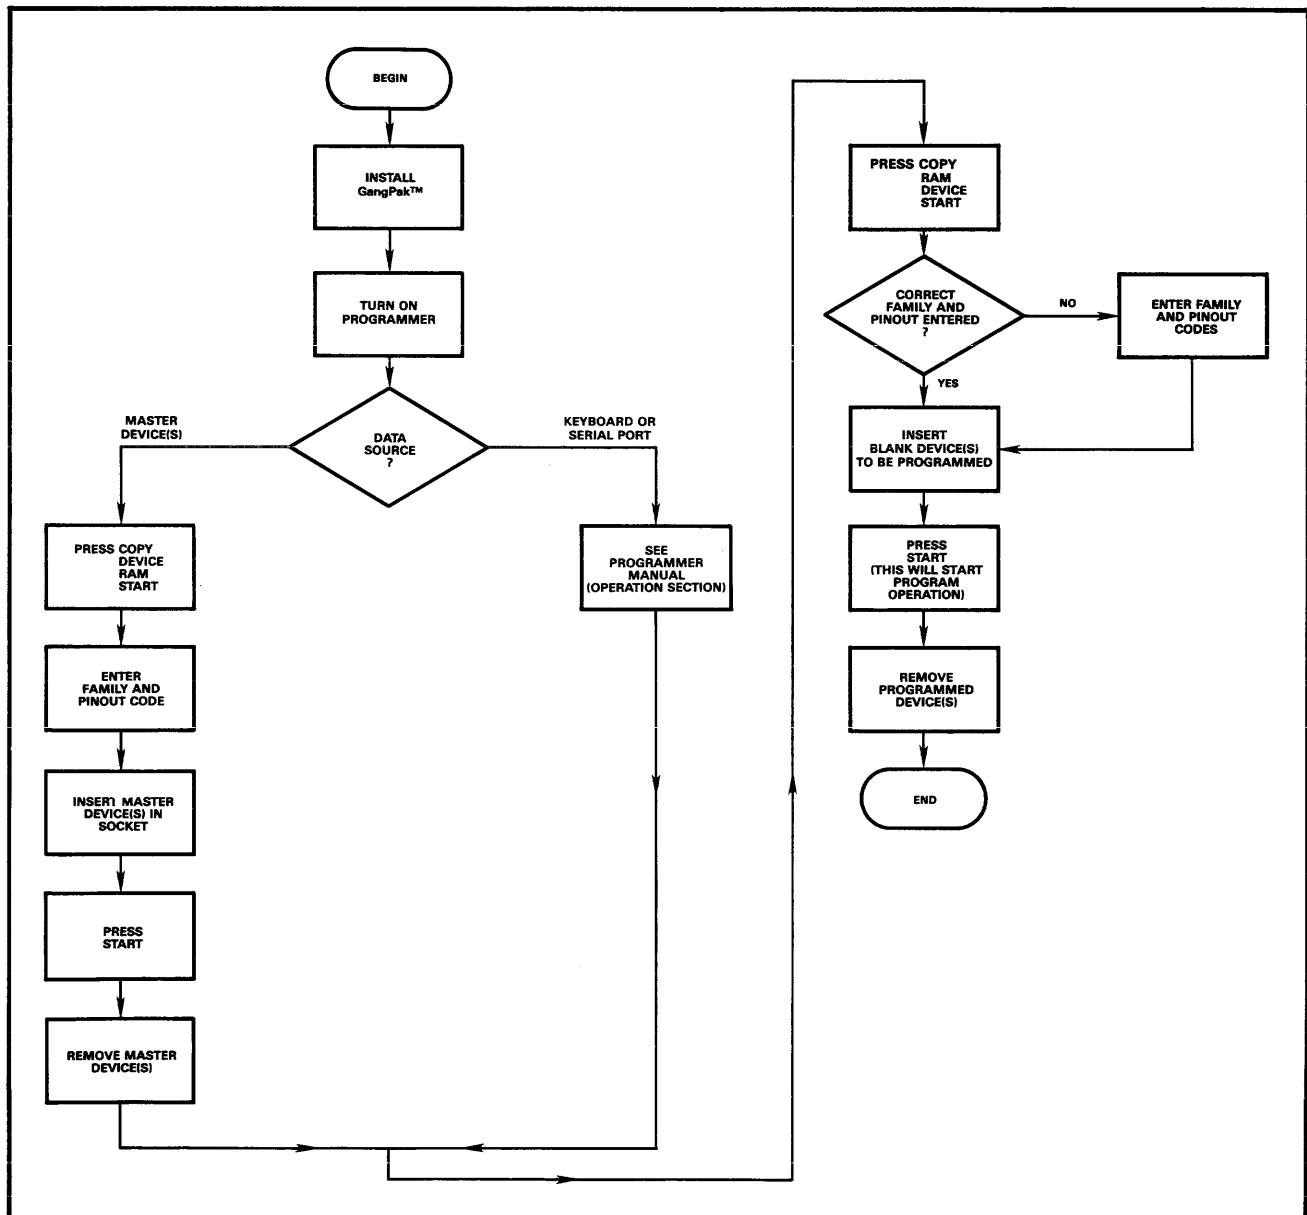 BEGIN
INSTALL
GangPak™
TURN ON
PROGRAMMER
DATA
SOURCE
?
MASTER
DEVICE(S)
KEYBOARD OR
SERIAL PORT
PRESS COPY
DEVICE
RAM
START
ENTER
FAMILY AND
PINOUT CODE
INSERT MASTER
DEVICE(S) IN
SOCKET
PRESS
START
REMOVE MASTER
DEVICE(S)
SEE
PROGRAMMER
MANUAL
(OPERATION SECTION)
PRESS COPY
RAM
DEVICE
START
CORRECT
FAMILY AND
PINOUT ENTERED
?
NO
ENTER FAMILY
AND PINOUT
CODES
YES
INSERT
BLANK DEVICE(S)
TO BE PROGRAMMED
PRESS
START
(THIS WILL START
PROGRAM
OPERATION)
REMOVE
PROGRAMMED
DEVICE(S)
END